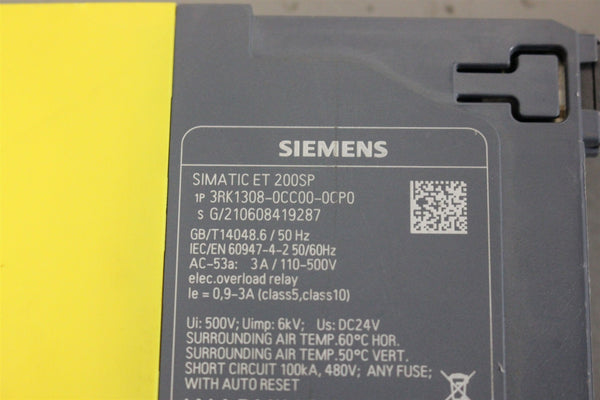 SIEMENS
SIMATIC ET 200SP
1P 3RK1308-0CC00-0CP0
S G/210608419287
GB/T14048.6 / 50 Hz
IEC/EN 60947-4-2 50/60Hz
AC-53a: 3 A / 110-500V
elec.overload relay
Ie = 0,9-3A (class5,class10)
Ui: 500V; Uimp: 6kV; Us: DC24V
SURROUNDING AIR TEMP.60°C HOR.
SURROUNDING AIR TEMP.50°C VERT.
SHORT CIRCUIT 100kA, 480V; ANY FUSE;
WITH AUTO RESET